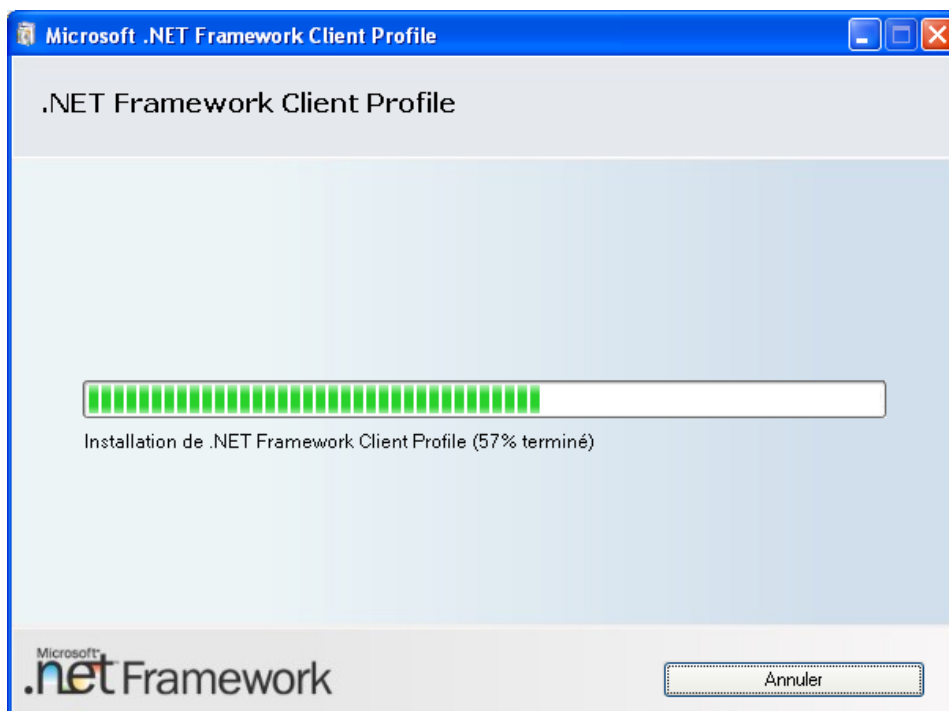 Microsoft .NET Framework Client Profile
.NET Framework Client Profile
Installation de .NET Framework Client Profile (57% terminé)
Microsoft
.net Framework
Annuler